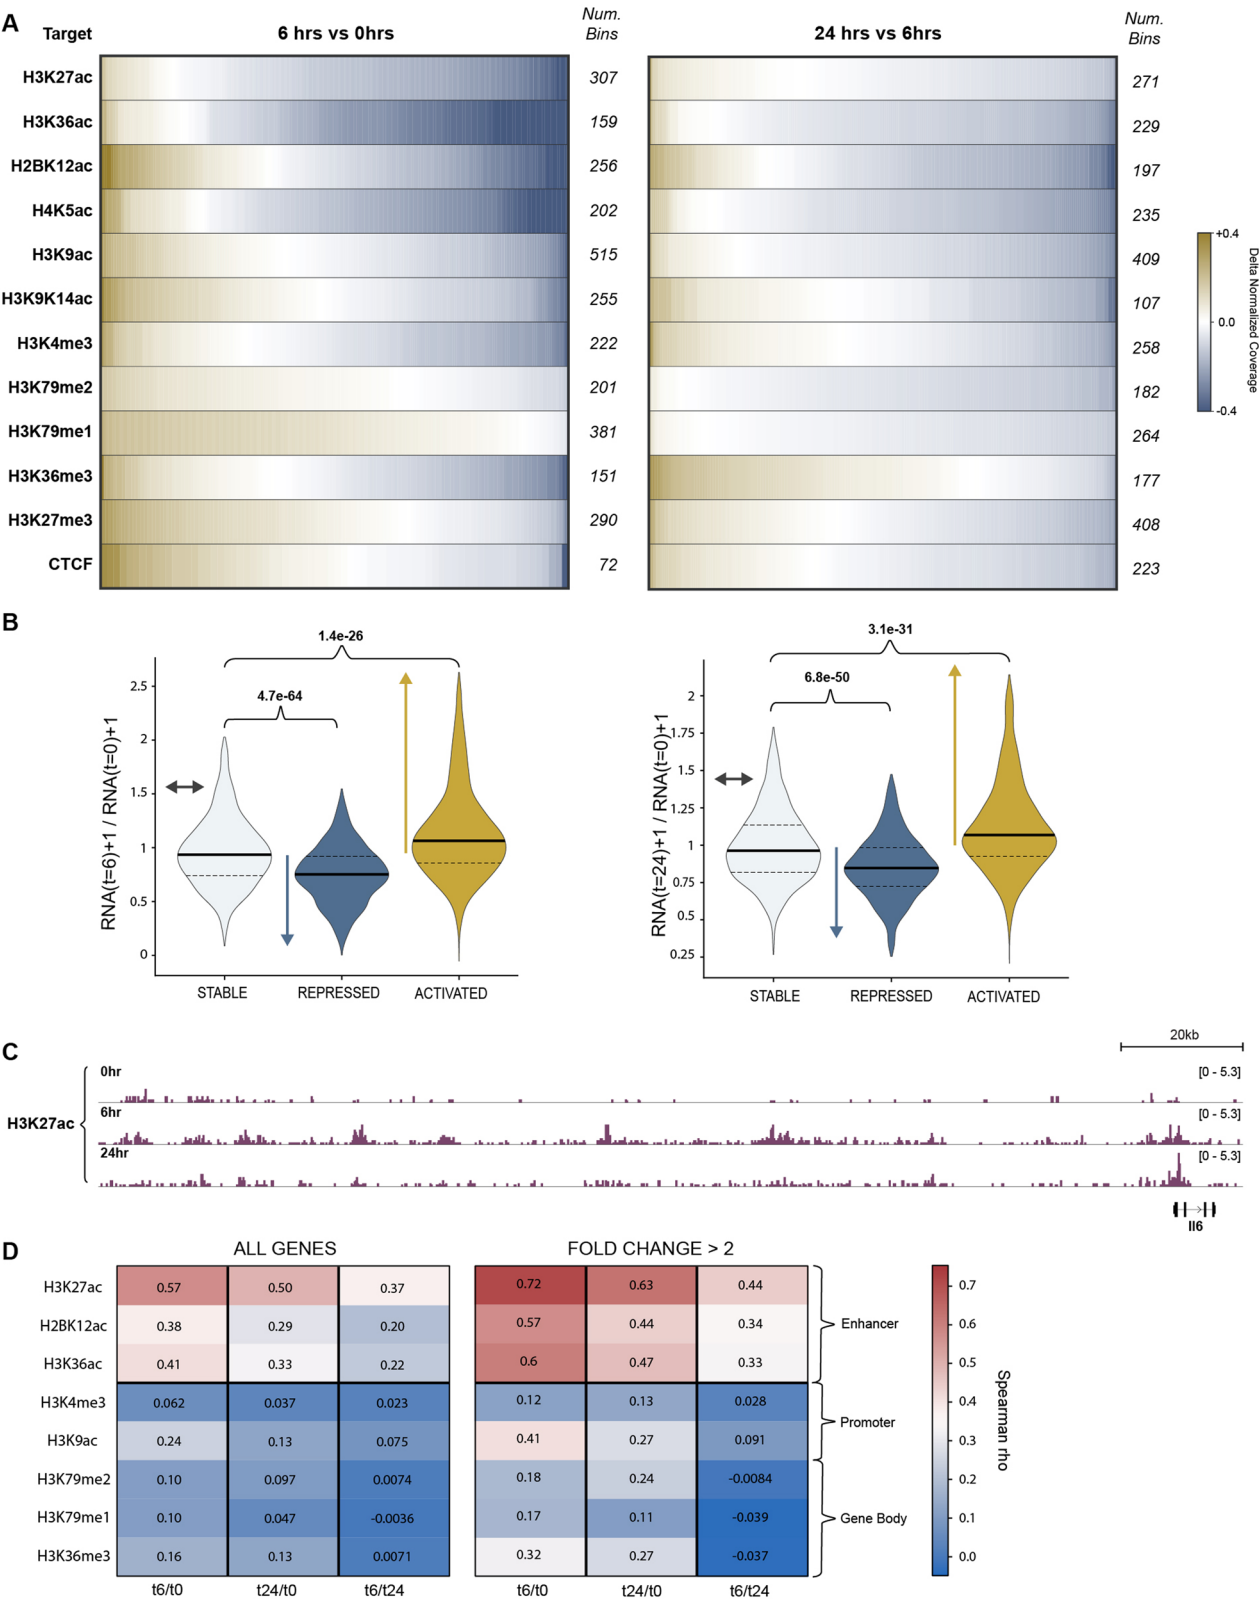 A
Target
6 hrs vs 0hrs
Num.
Bins
24 hrs vs 6hrs
Num.
Bins
H3K27ac 307 271
H3K36ac 159 229
H2BK12ac 256 197
H4K5ac 202 235
H3K9ac 515 409
H3K9K14ac 255 107
H3K4me3 222 258
H3K79me2 201 182
H3K79me1 381 264
H3K36me3 151 177
H3K27me3 290 408
CTCF 72 223
+0.4
0.0
-0.4
Delta Normalized Coverage
B
RNA(t=6)+1 / RNA(t=0)+1
2.5
2
1.5
1
0.5
0
1.4e-26
4.7e-64
STABLE REPRESSED ACTIVATED
RNA(t=24)+1 / RNA(t=0)+1
2
1.75
1.5
1.25
1
0.75
0.5
0.25
3.1e-31
6.8e-50
STABLE REPRESSED ACTIVATED
C
20kb
H3K27ac
0hr [0 - 5.3]
6hr [0 - 5.3]
24hr [0 - 5.3]
Il6
D
ALL GENES FOLD CHANGE > 2
H3K27ac 0.57 0.50 0.37 0.72 0.63 0.44
H2BK12ac 0.38 0.29 0.20 0.57 0.44 0.34
H3K36ac 0.41 0.33 0.22 0.6 0.47 0.33
H3K4me3 0.062 0.037 0.023 0.12 0.13 0.028
H3K9ac 0.24 0.13 0.075 0.41 0.27 0.091
H3K79me2 0.10 0.097 0.0074 0.18 0.24 -0.0084
H3K79me1 0.10 0.047 -0.0036 0.17 0.11 -0.039
H3K36me3 0.16 0.13 0.0071 0.32 0.27 -0.037
t6/t0 t24/t0 t6/t24 t6/t0 t24/t0 t6/t24
Enhancer
Promoter
Gene Body
0.7
0.6
0.5
0.4
0.3
0.2
0.1
0.0
Spearman rho